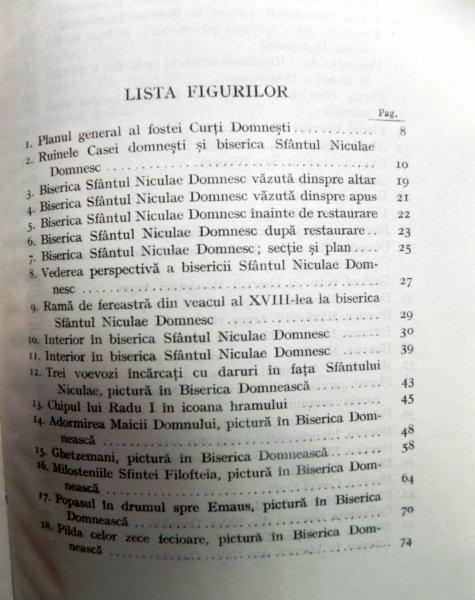 LISTA FIGURILOR
Pag.
1. Planul general al fostei Curți Domnești ............ 8
2. Ruinele Casei domnești și biserica Sfântul Niculae
Domnesc ............ 10
3. Biserica Sfântul Niculae Domnesc văzută dinspre altar 19
4. Biserica Sfântul Niculae Domnesc văzută dinspre apus 21
5. Biserica Sfântul Niculae Domnesc înainte de restaurare 22
6. Biserica Sfântul Niculae Domnesc după restaurare.. 23
7. Biserica Sfântul Niculae Domnesc; secție și plan .... 25
8. Vederea perspectivă a bisericii Sfântul Niculae Dom-
nesc ............ 27
9. Ramă de fereastră din veacul al XVIII-lea la biserica
Sfântul Niculae Domnesc ............ 29
10. Interior în biserica Sfântul Niculae Domnesc ...... 30
11. Interior în biserica Sfântul Niculae Domnesc ...... 39
12. Trei voevozi încărcați cu daruri în fața Sfântului
Niculae, pictură în Biserica Domnească ........ 43
13. Chipul lui Radu I în icoana hramului ............ 45
14. Adormirea Maicii Domnului, pictură în Biserica Dom-
nească ............ 48
15. Ghetzemani, pictură în Biserica Domnească ........ 58
16. Milosteniile Sfintei Filofteia, pictură în Biserica Dom-
nească ............ 64
17. Popasul în drumul spre Emaus, pictură în Biserica
Domnească ............ 70
18. Pilda celor zece fecioare, pictură în Biserica Dom-
nească ............ 74